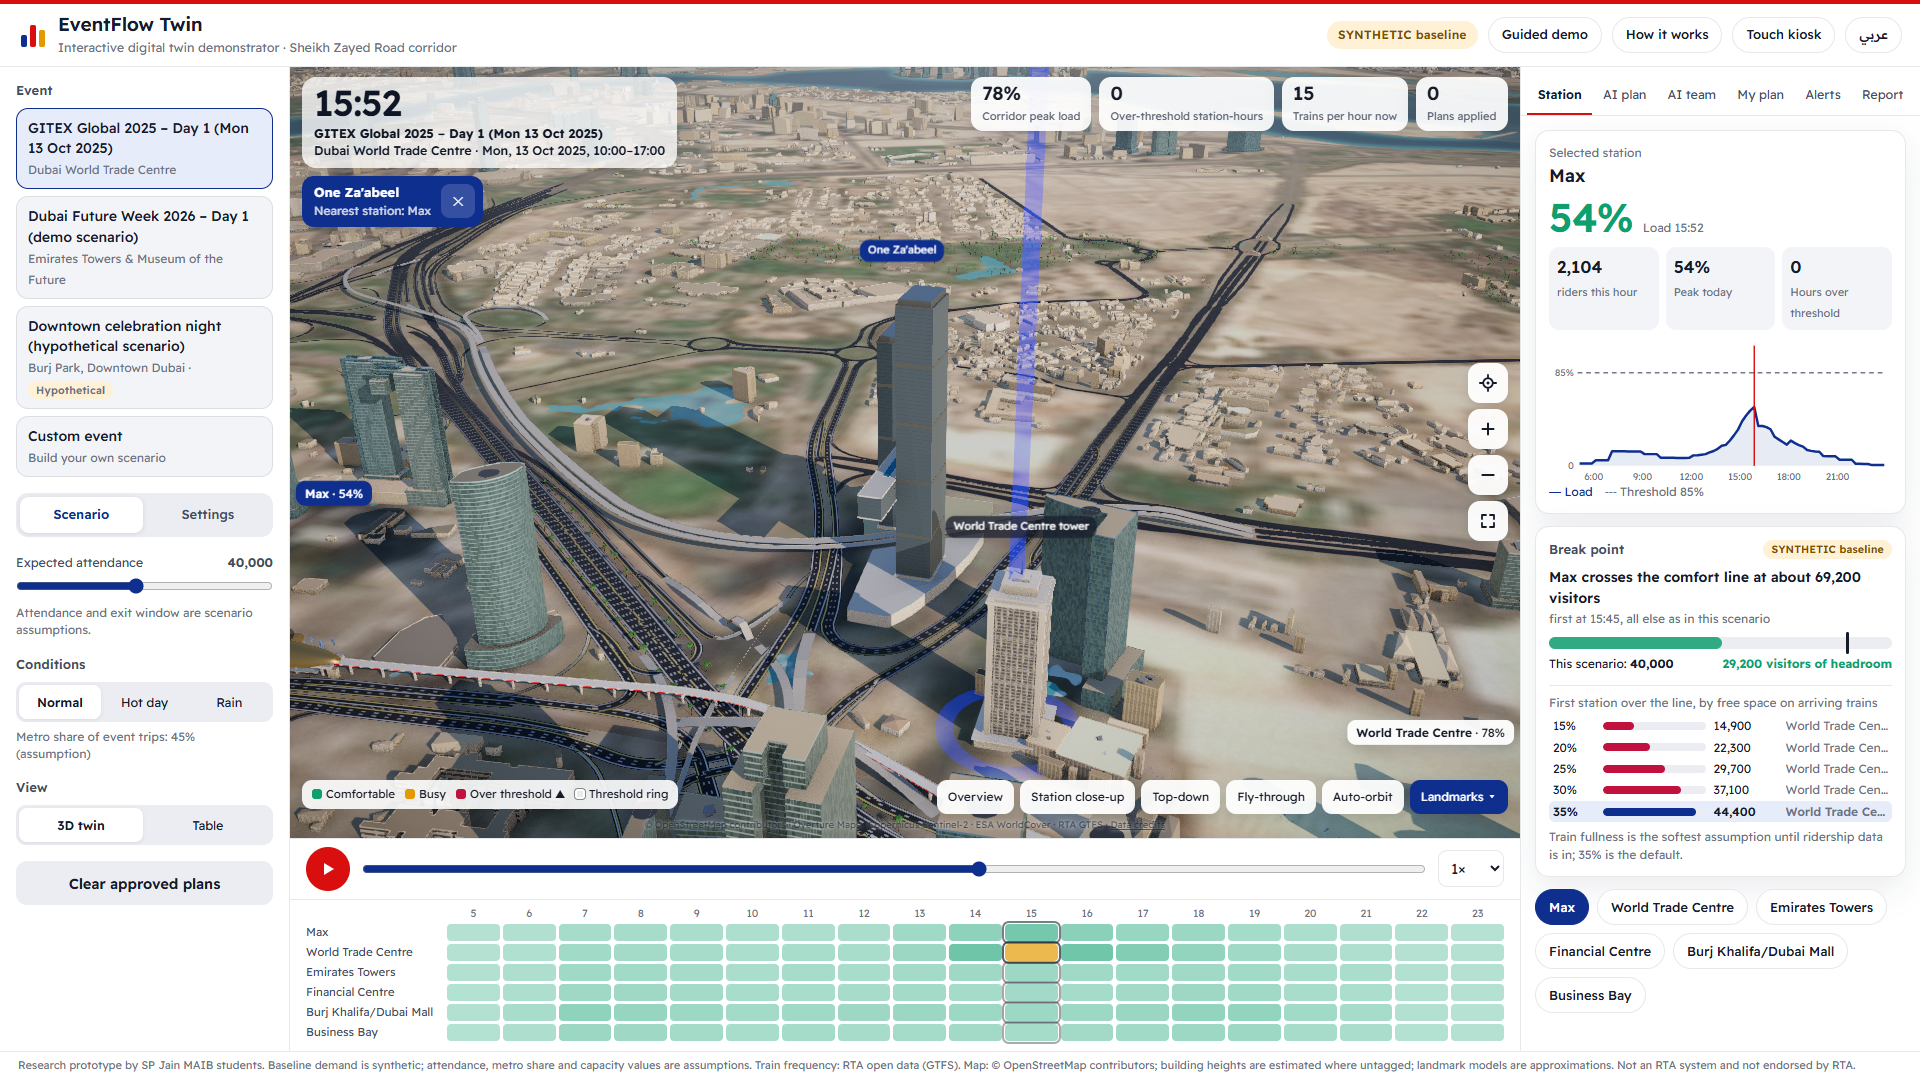 EventFlow Twin
Interactive digital twin demonstrator · Sheikh Zayed Road corridor
SYNTHETIC baseline
Guided demo
How it works
Touch kiosk
عربي
Event
GITEX Global 2025 – Day 1 (Mon
13 Oct 2025)
Dubai World Trade Centre
Dubai Future Week 2026 – Day 1
(demo scenario)
Emirates Towers & Museum of the
Future
Downtown celebration night
(hypothetical scenario)
Burj Park, Downtown Dubai ·
Hypothetical
Custom event
Build your own scenario
Scenario
Settings
Expected attendance 40,000
Attendance and exit window are scenario
assumptions.
Conditions
Normal
Hot day
Rain
Metro share of event trips: 45%
(assumption)
View
3D twin
Table
Clear approved plans
15:52
GITEX Global 2025 – Day 1 (Mon 13 Oct 2025)
Dubai World Trade Centre · Mon, 13 Oct 2025, 10:00–17:00
One Za'abeel
Nearest station: Max
78%
Corridor peak load
0
Over-threshold station-hours
15
Trains per hour now
0
Plans applied
One Za'abeel
Max · 54%
World Trade Centre tower
World Trade Centre · 78%
Comfortable
Busy
Over threshold ▲
Threshold ring
Overview
Station close-up
Top-down
Fly-through
Auto-orbit
Landmarks
© OpenStreetMap contributors · Overture Maps · Copernicus Sentinel-2 · ESA WorldCover · RTA GTFS · Data credits
1×
5 6 7 8 9 10 11 12 13 14 15 16 17 18 19 20 21 22 23
Max
World Trade Centre
Emirates Towers
Financial Centre
Burj Khalifa/Dubai Mall
Business Bay
Station
AI plan
AI team
My plan
Alerts
Report
Selected station
Max
54% Load 15:52
2,104
riders this hour
54%
Peak today
0
Hours over
threshold
85%
0
6:00 9:00 12:00 15:00 18:00 21:00
— Load --- Threshold 85%
Break point
SYNTHETIC baseline
Max crosses the comfort line at about 69,200
visitors
first at 15:45, all else as in this scenario
This scenario: 40,000
29,200 visitors of headroom
First station over the line, by free space on arriving trains
15% 14,900 World Trade Cen...
20% 22,300 World Trade Cen...
25% 29,700 World Trade Cen...
30% 37,100 World Trade Cen...
35% 44,400 World Trade Ce...
Train fullness is the softest assumption until ridership data
is in; 35% is the default.
Max
World Trade Centre
Emirates Towers
Financial Centre
Burj Khalifa/Dubai Mall
Business Bay
Research prototype by SP Jain MAIB students. Baseline demand is synthetic; attendance, metro share and capacity values are assumptions. Train frequency: RTA open data (GTFS). Map: © OpenStreetMap contributors; building heights are estimated where untagged; landmark models are approximations. Not an RTA system and not endorsed by RTA.